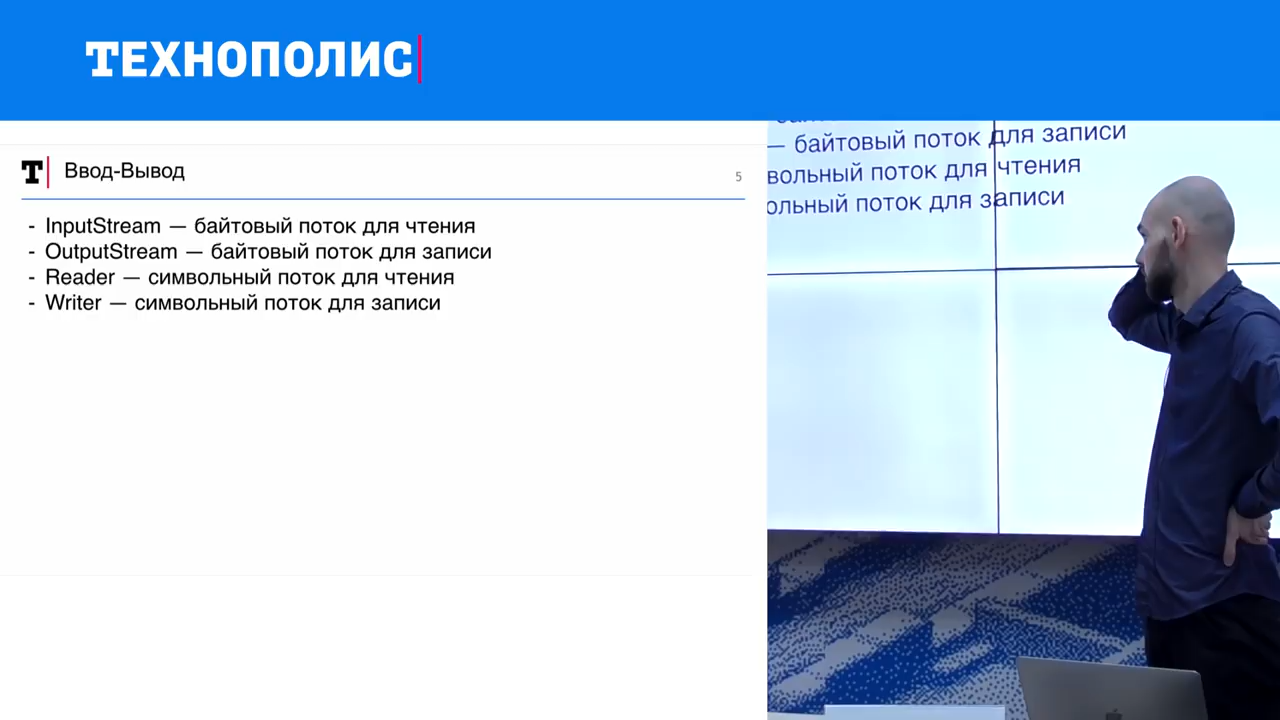 ТЕХНОПОЛИС
T
Ввод-Вывод
5
- InputStream — байтовый поток для чтения
- OutputStream — байтовый поток для записи
- Reader — символьный поток для чтения
- Writer — символьный поток для записи
— байтовый поток для записи
вольный поток для чтения
ольный поток для записи